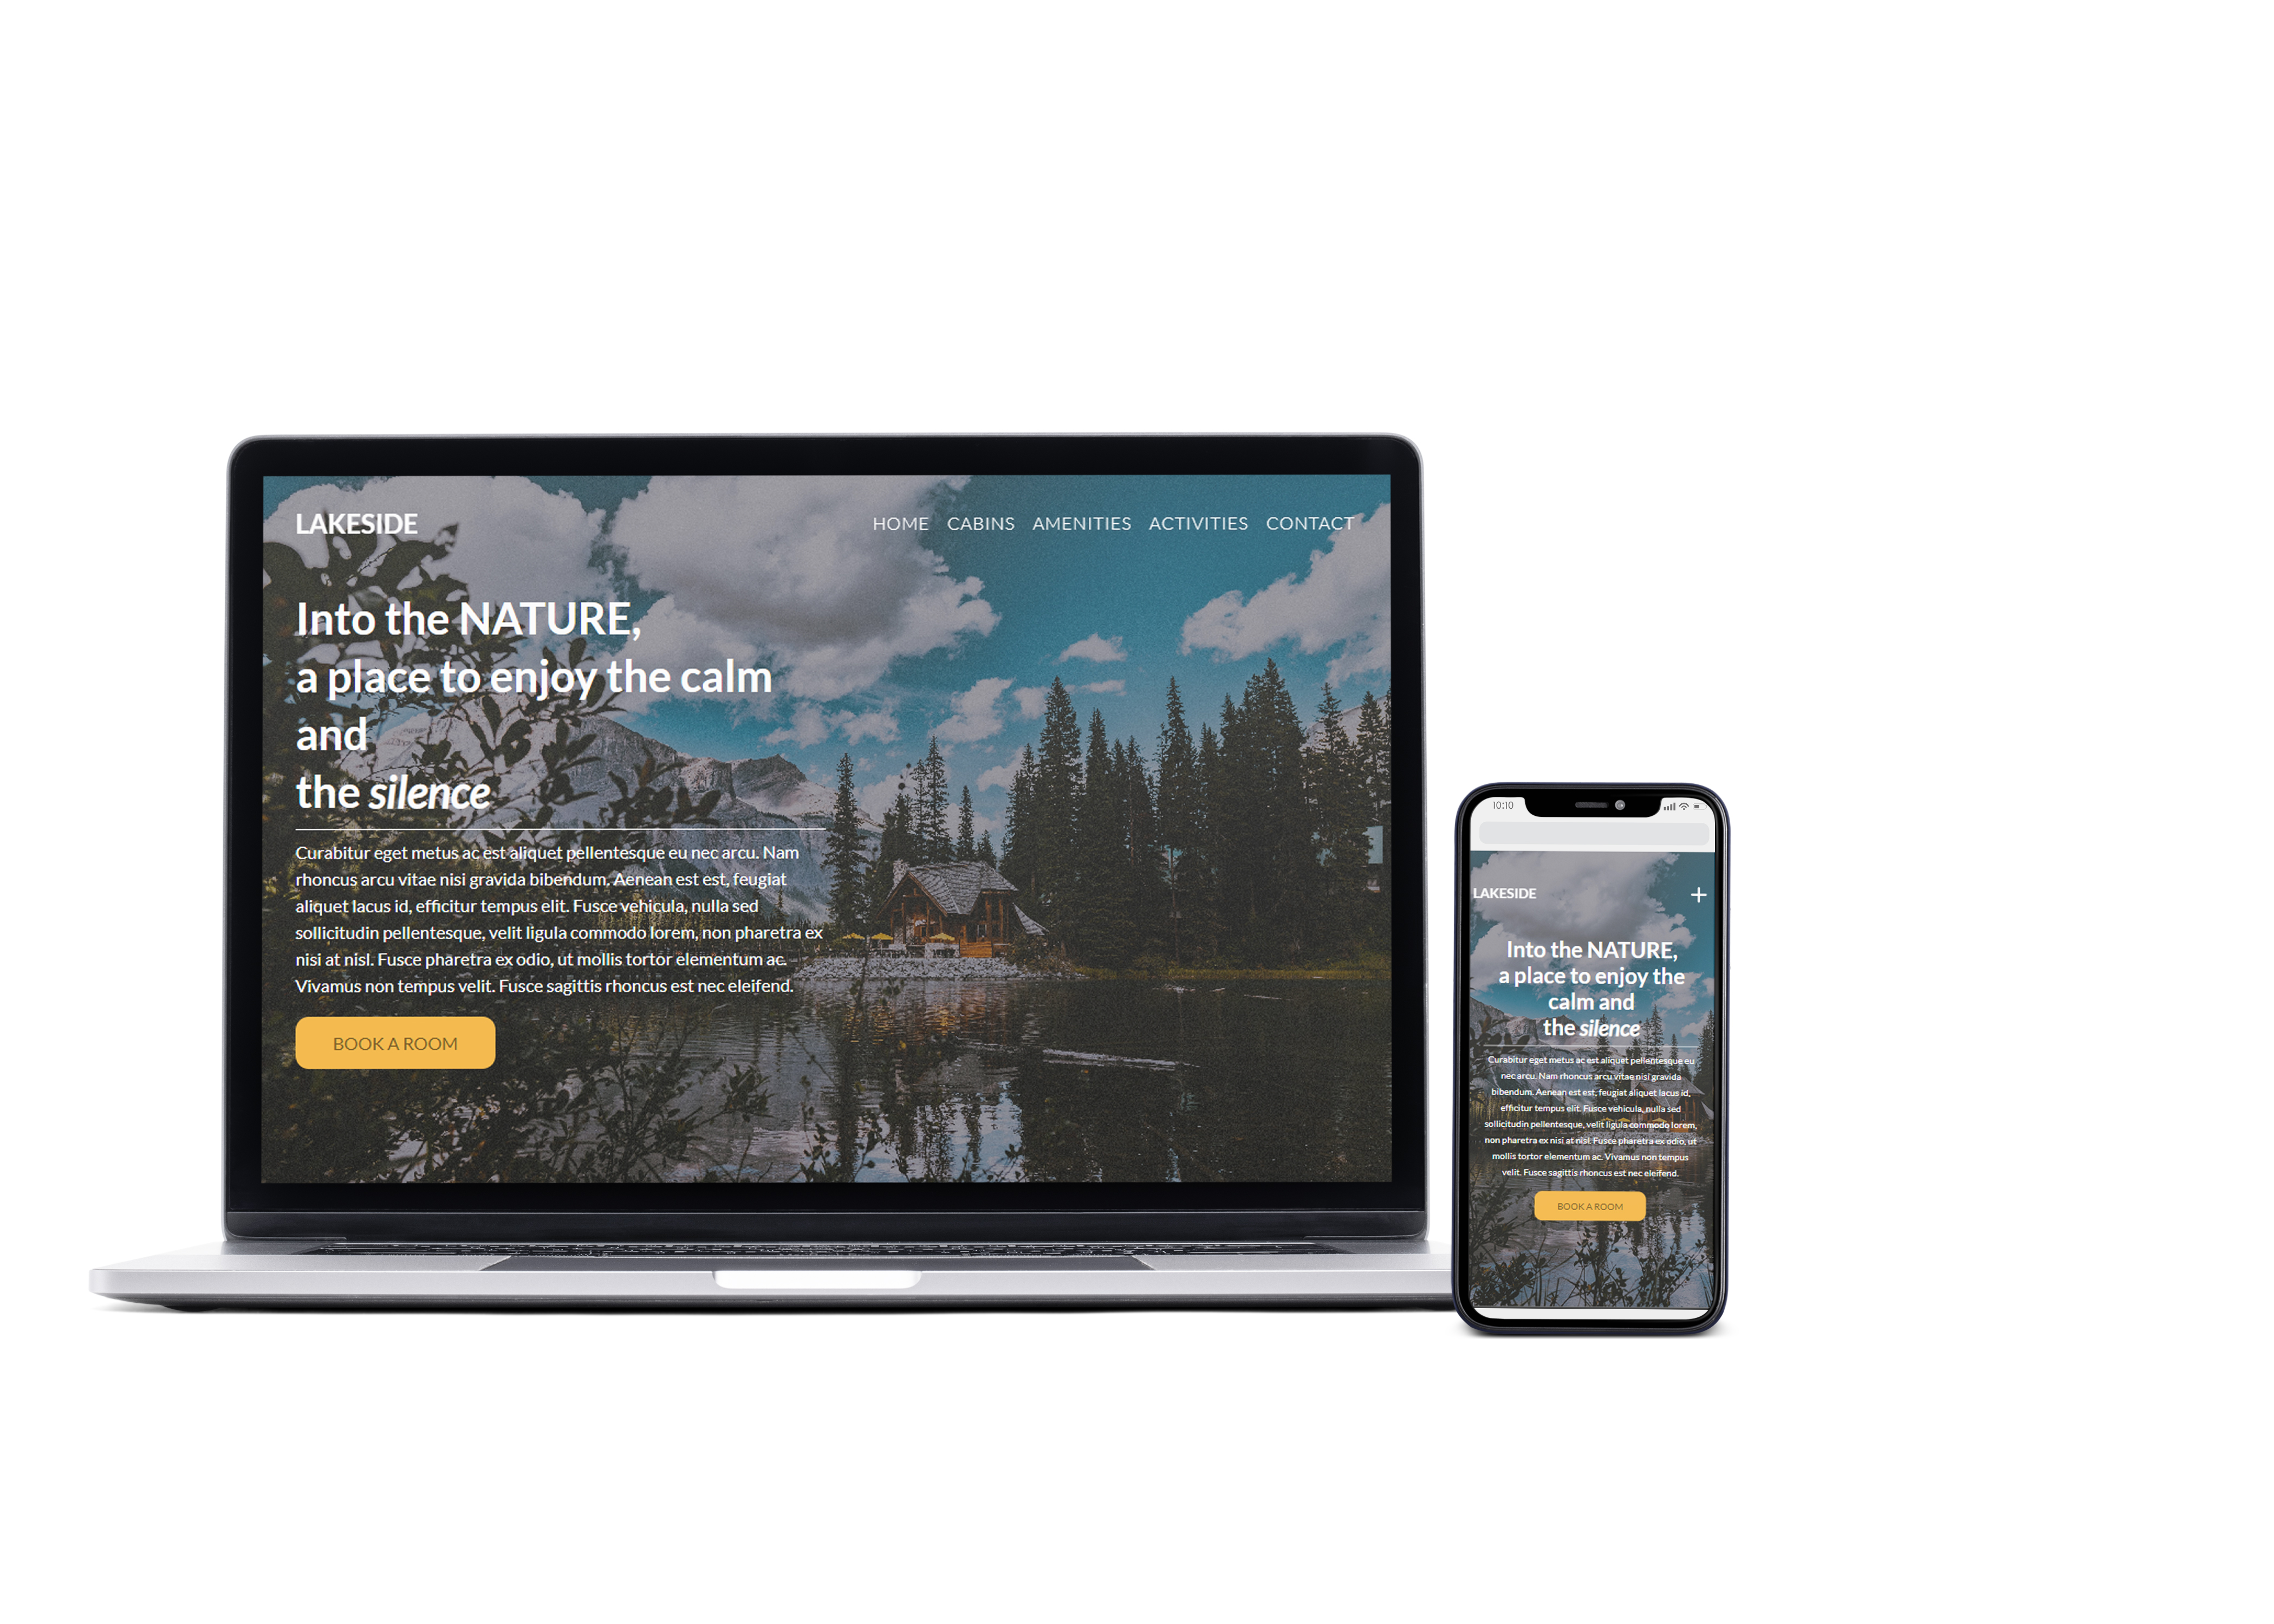 LAKESIDE
HOME CABINS AMENITIES ACTIVITIES CONTACT
Into the NATURE,
a place to enjoy the calm
and
the silence
Curabitur eget metus ac est aliquet pellentesque eu nec arcu. Nam
rhoncus arcu vitae nisi gravida bibendum. Aenean est est, feugiat
aliquet lacus id, efficitur tempus elit. Fusce vehicula, nulla sed
sollicitudin pellentesque, velit ligula commodo lorem, non pharetra ex
nisi at nisl. Fusce pharetra ex odio, ut mollis tortor elementum ac.
Vivamus non tempus velit. Fusce sagittis rhoncus est nec eleifend.
BOOK A ROOM
10:10
LAKESIDE
Into the NATURE,
a place to enjoy the
calm and
the silence
Curabitur eget metus ac est aliquet pellentesque eu
nec arcu. Nam rhoncus arcu vitae nisi gravida
bibendum. Aenean est est, feugiat aliquet lacus id,
efficitur tempus elit. Fusce vehicula, nulla sed
sollicitudin pellentesque, velit ligula commodo lorem,
non pharetra ex nisi at nisl. Fusce pharetra ex odio, ut
mollis tortor elementum ac. Vivamus non tempus
velit. Fusce sagittis rhoncus est nec eleifend.
BOOK A ROOM